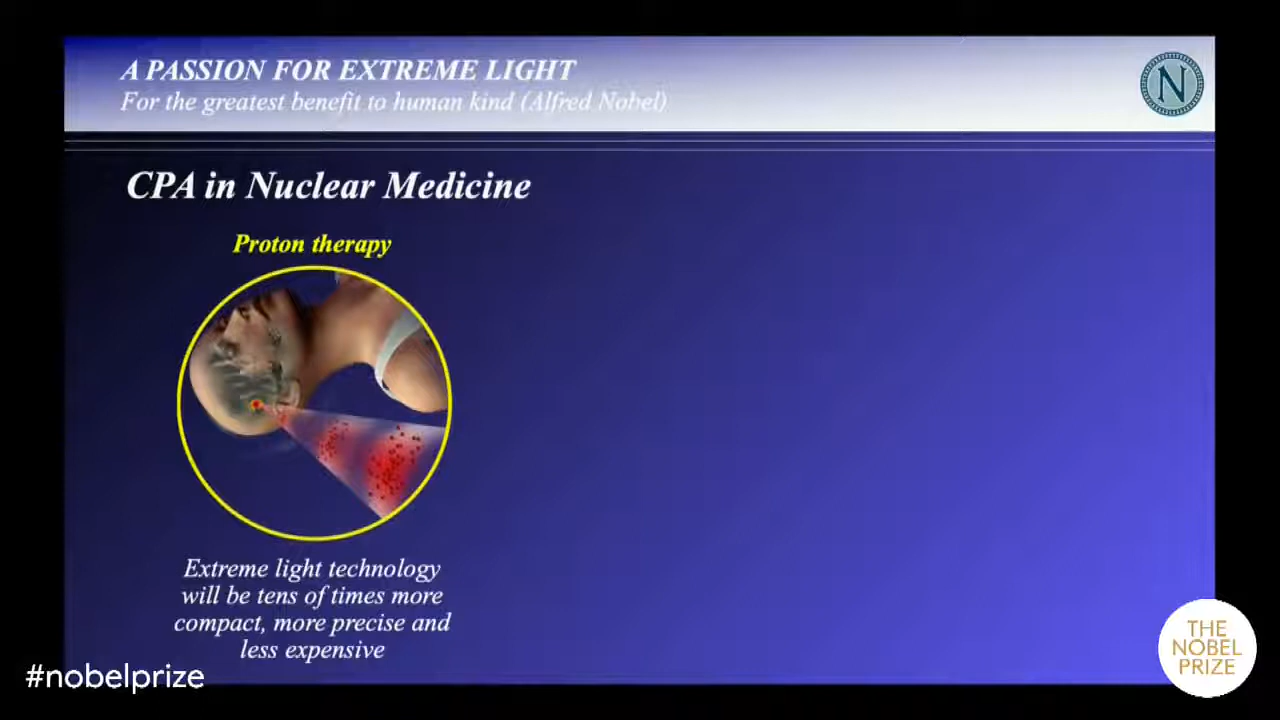 A PASSION FOR EXTREME LIGHT
For the greatest benefit to human kind (Alfred Nobel)
N
CPA in Nuclear Medicine
Proton therapy
Extreme light technology
will be tens of times more
compact, more precise and
less expensive
#nobelprize
THE
NOBEL
PRIZE